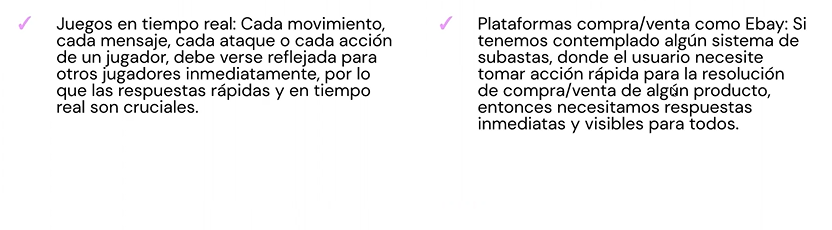 ✓ Juegos en tiempo real: Cada movimiento,
cada mensaje, cada ataque o cada acción
de un jugador, debe verse reflejada para
otros jugadores inmediatamente, por lo
que las respuestas rápidas y en tiempo
real son cruciales.
✓ Plataformas compra/venta como Ebay: Si
tenemos contemplado algún sistema de
subastas, donde el usuario necesite
tomar acción rápida para la resolución
de compra/venta de algún producto,
entonces necesitamos respuestas
inmediatas y visibles para todos.